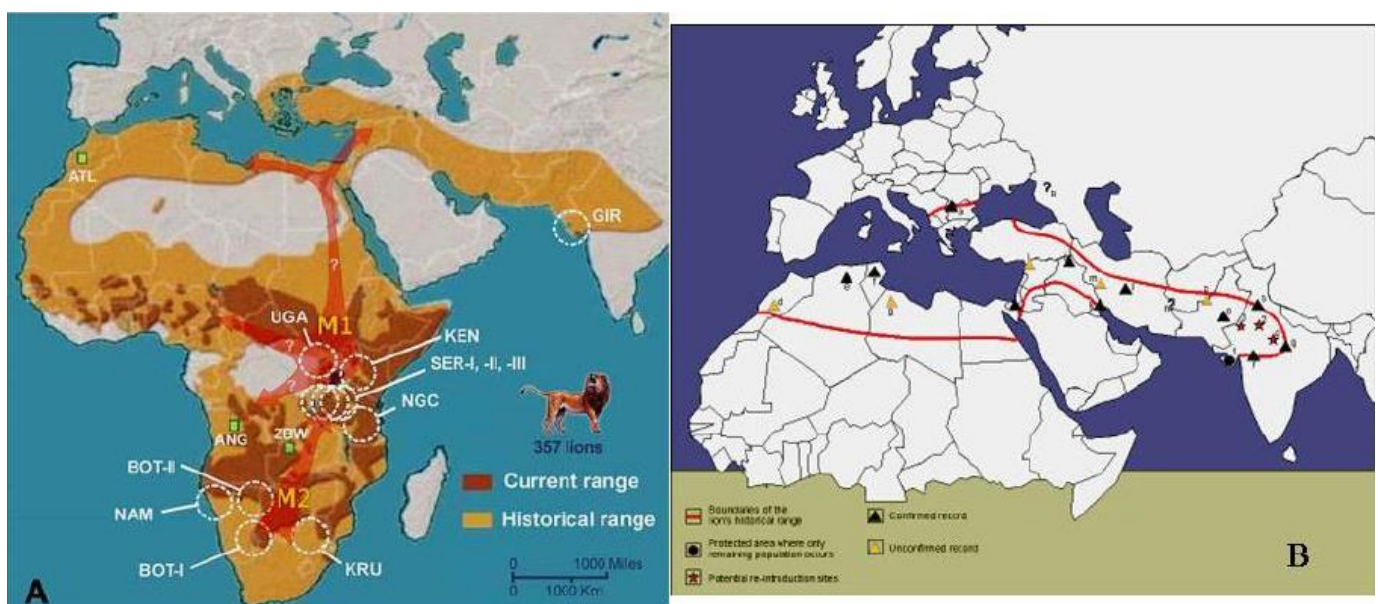 ATL
GIR
?
UGA
M1
KEN
SER-I, -II, -III
NGC
?
?
ANG
ZBW
357 lions
BOT-II
M2
NAM
BOT-I
KRU
Current range
Historical range
1000 Miles
1000 Km
A
?
m
d
e
Boundaries of the
lion's historical range
Protected area where only
remaining population occurs
Potential re-introduction sites
Confirmed record
Unconfirmed record
B